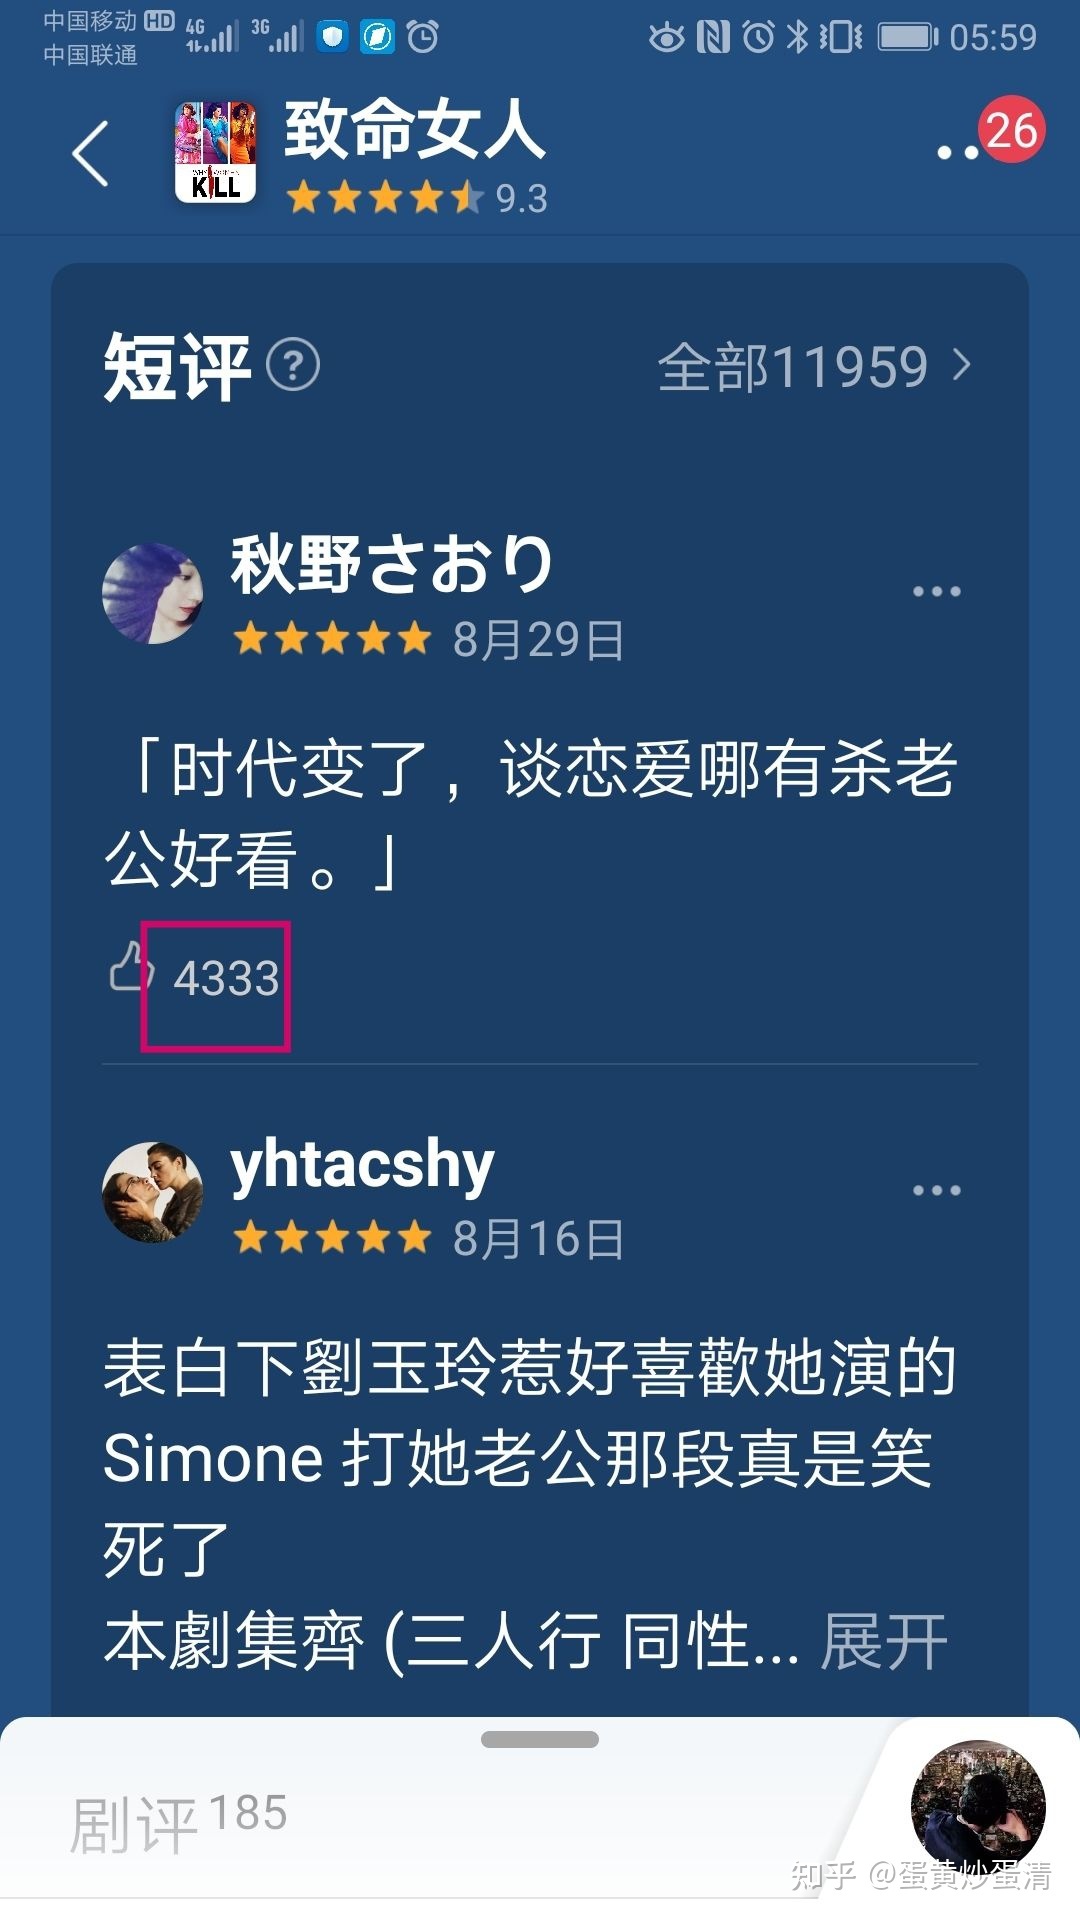 中国移动 HD 4G 3G 05:59
中国联通
致命女人
9.3
26
WHY WOMEN
KILL
短评 ? 全部11959 >
秋野さおり
8月29日
「时代变了，谈恋爱哪有杀老
公好看。」
4333
yhtacshy
8月16日
表白下劉玉玲惹好喜歡她演的
Simone 打她老公那段真是笑
死了
本劇集齊 (三人行 同性... 展开
剧评 185
知乎 @蛋黄炒蛋清